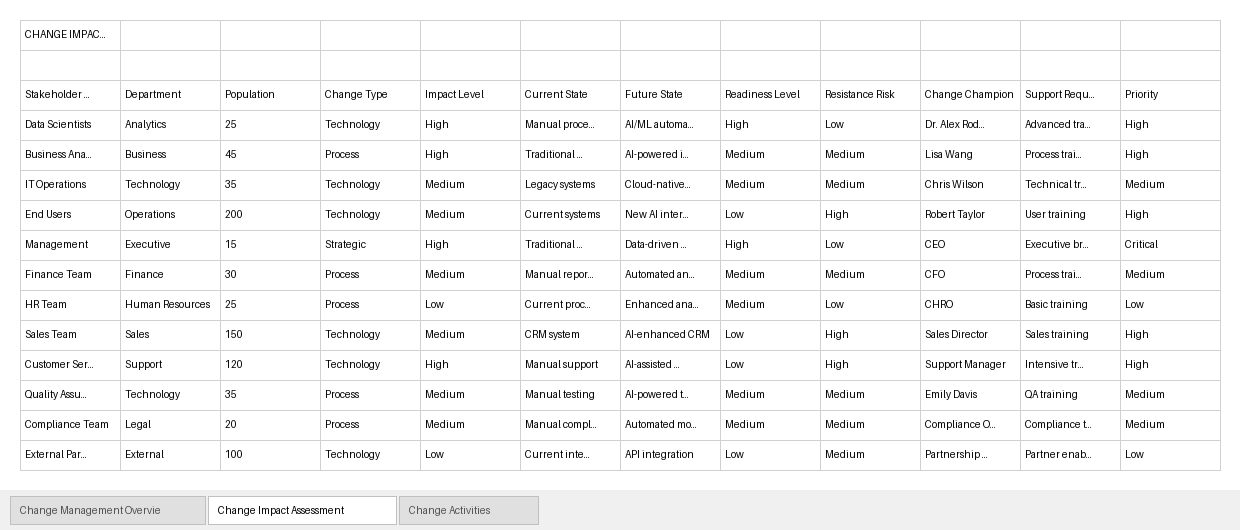 CHANGE IMPAC...
Stakeholder ... Department Population Change Type Impact Level Current State Future State Readiness Level Resistance Risk Change Champion Support Requ... Priority
Data Scientists Analytics 25 Technology High Manual proce... AI/ML automa... High Low Dr. Alex Rod... Advanced tra... High
Business Ana... Business 45 Process High Traditional ... AI-powered i... Medium Medium Lisa Wang Process trai... High
IT Operations Technology 35 Technology Medium Legacy systems Cloud-native... Medium Medium Chris Wilson Technical tr... Medium
End Users Operations 200 Technology Medium Current systems New AI inter... Low High Robert Taylor User training High
Management Executive 15 Strategic High Traditional ... Data-driven ... High Low CEO Executive br... Critical
Finance Team Finance 30 Process Medium Manual repor... Automated an... Medium Medium CFO Process trai... Medium
HR Team Human Resources 25 Process Low Current proc... Enhanced ana... Medium Low CHRO Basic training Low
Sales Team Sales 150 Technology Medium CRM system AI-enhanced CRM Low High Sales Director Sales training High
Customer Ser... Support 120 Technology High Manual support AI-assisted ... Low High Support Manager Intensive tr... High
Quality Assu... Technology 35 Process Medium Manual testing AI-powered t... Medium Medium Emily Davis QA training Medium
Compliance Team Legal 20 Process Medium Manual compl... Automated mo... Medium Medium Compliance O... Compliance t... Medium
External Par... External 100 Technology Low Current inte... API integration Low Medium Partnership ... Partner enab... Low
Change Management Overvie Change Impact Assessment Change Activities